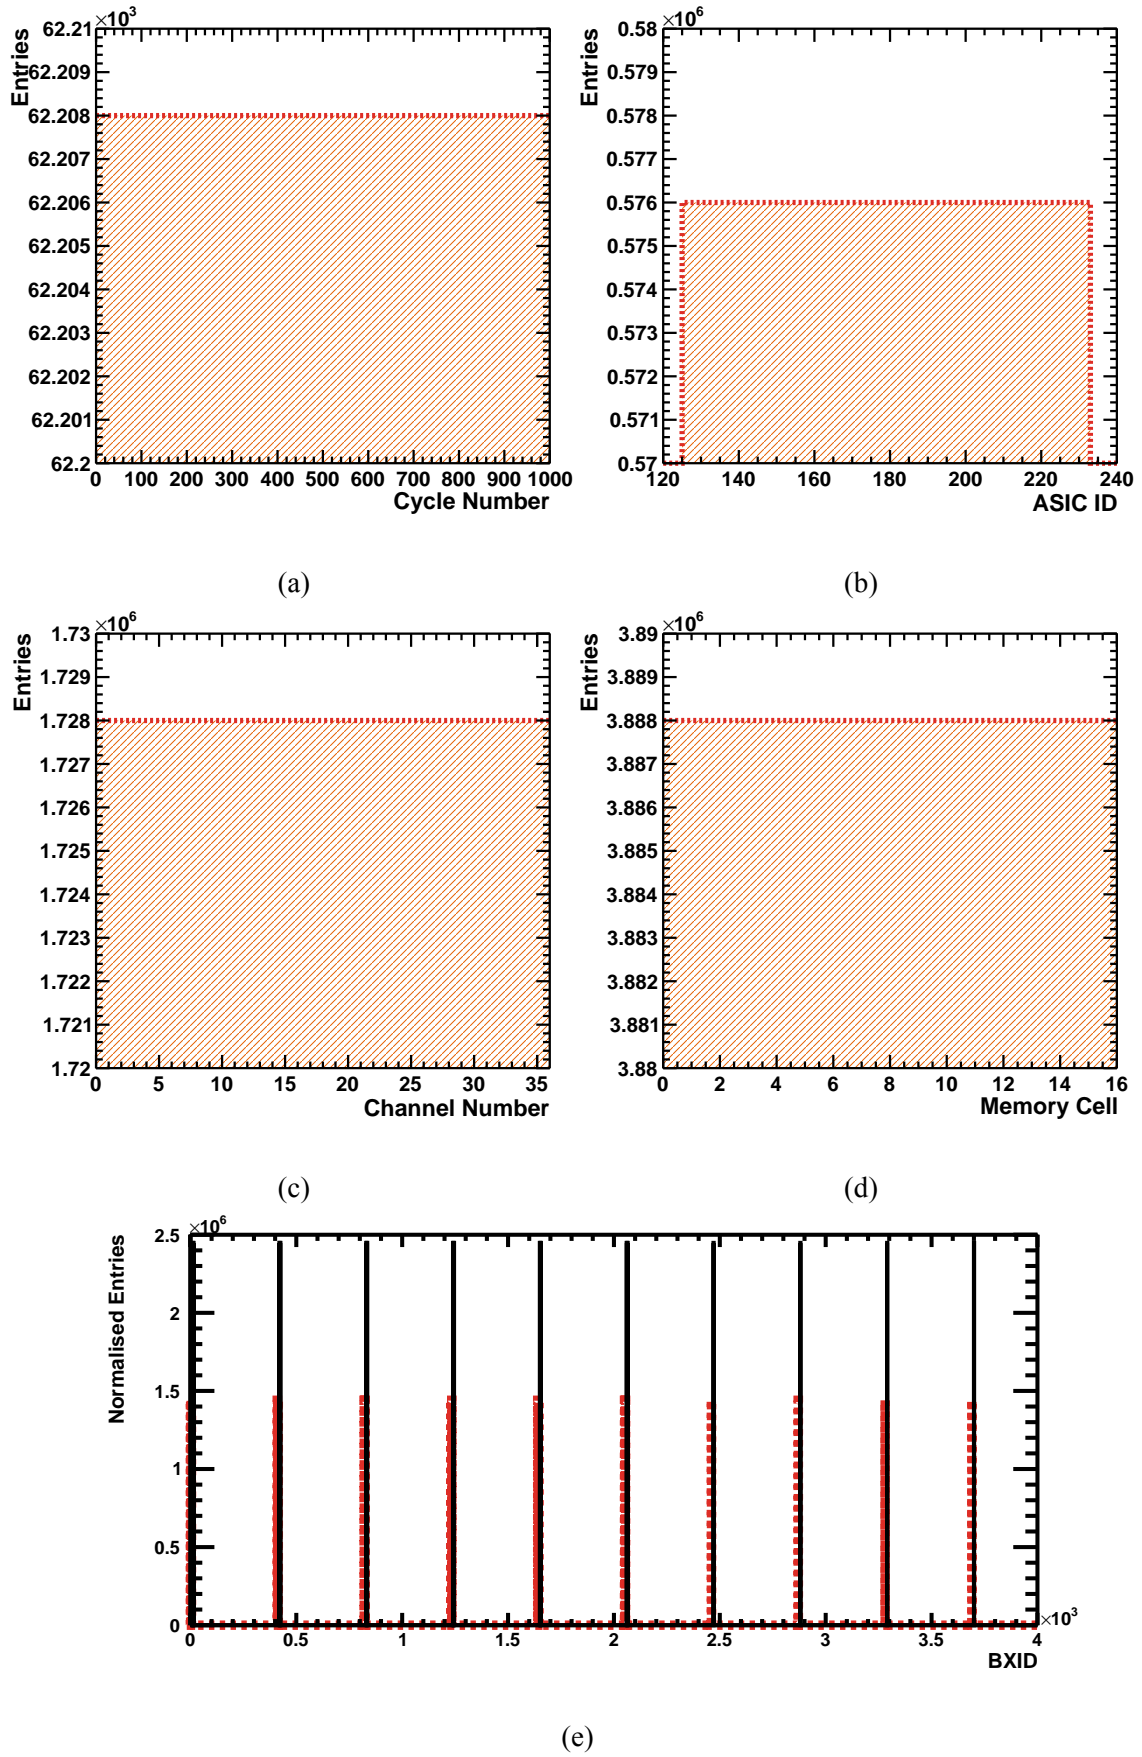 ×10³
Entries
62.21
62.209
62.208
62.207
62.206
62.205
62.204
62.203
62.202
62.201
62.2
0 100 200 300 400 500 600 700 800 900 1000
Cycle Number
(a)
×10⁶
Entries
0.58
0.579
0.578
0.577
0.576
0.575
0.574
0.573
0.572
0.571
0.57
120 140 160 180 200 220 240
ASIC ID
(b)
×10⁶
Entries
1.73
1.729
1.728
1.727
1.726
1.725
1.724
1.723
1.722
1.721
1.72
0 5 10 15 20 25 30 35
Channel Number
(c)
×10⁶
Entries
3.89
3.889
3.888
3.887
3.886
3.885
3.884
3.883
3.882
3.881
3.88
0 2 4 6 8 10 12 14 16
Memory Cell
(d)
×10⁶
Normalised Entries
2.5
2
1.5
1
0.5
0
0 0.5 1 1.5 2 2.5 3 3.5 4
×10³
BXID
(e)